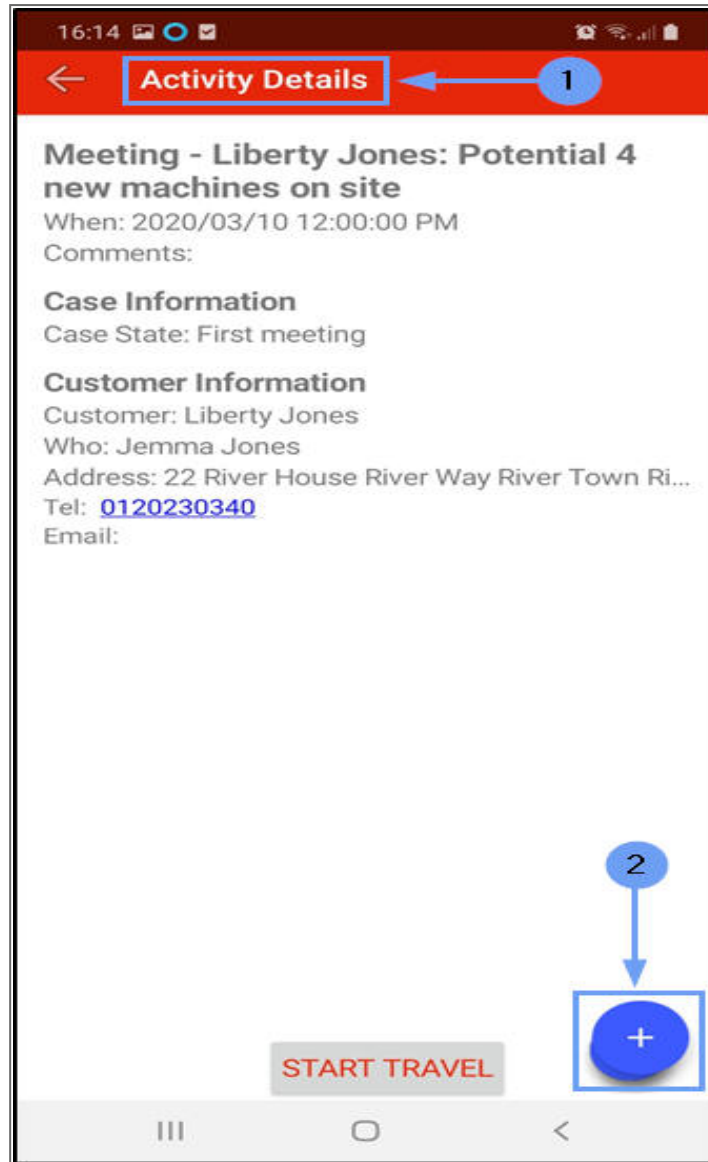 16:14
Activity Details
1
Meeting - Liberty Jones: Potential 4
new machines on site
When: 2020/03/10 12:00:00 PM
Comments:
Case Information
Case State: First meeting
Customer Information
Customer: Liberty Jones
Who: Jemma Jones
Address: 22 River House River Way River Town Ri...
Tel: 0120230340
Email:
2
+
START TRAVEL